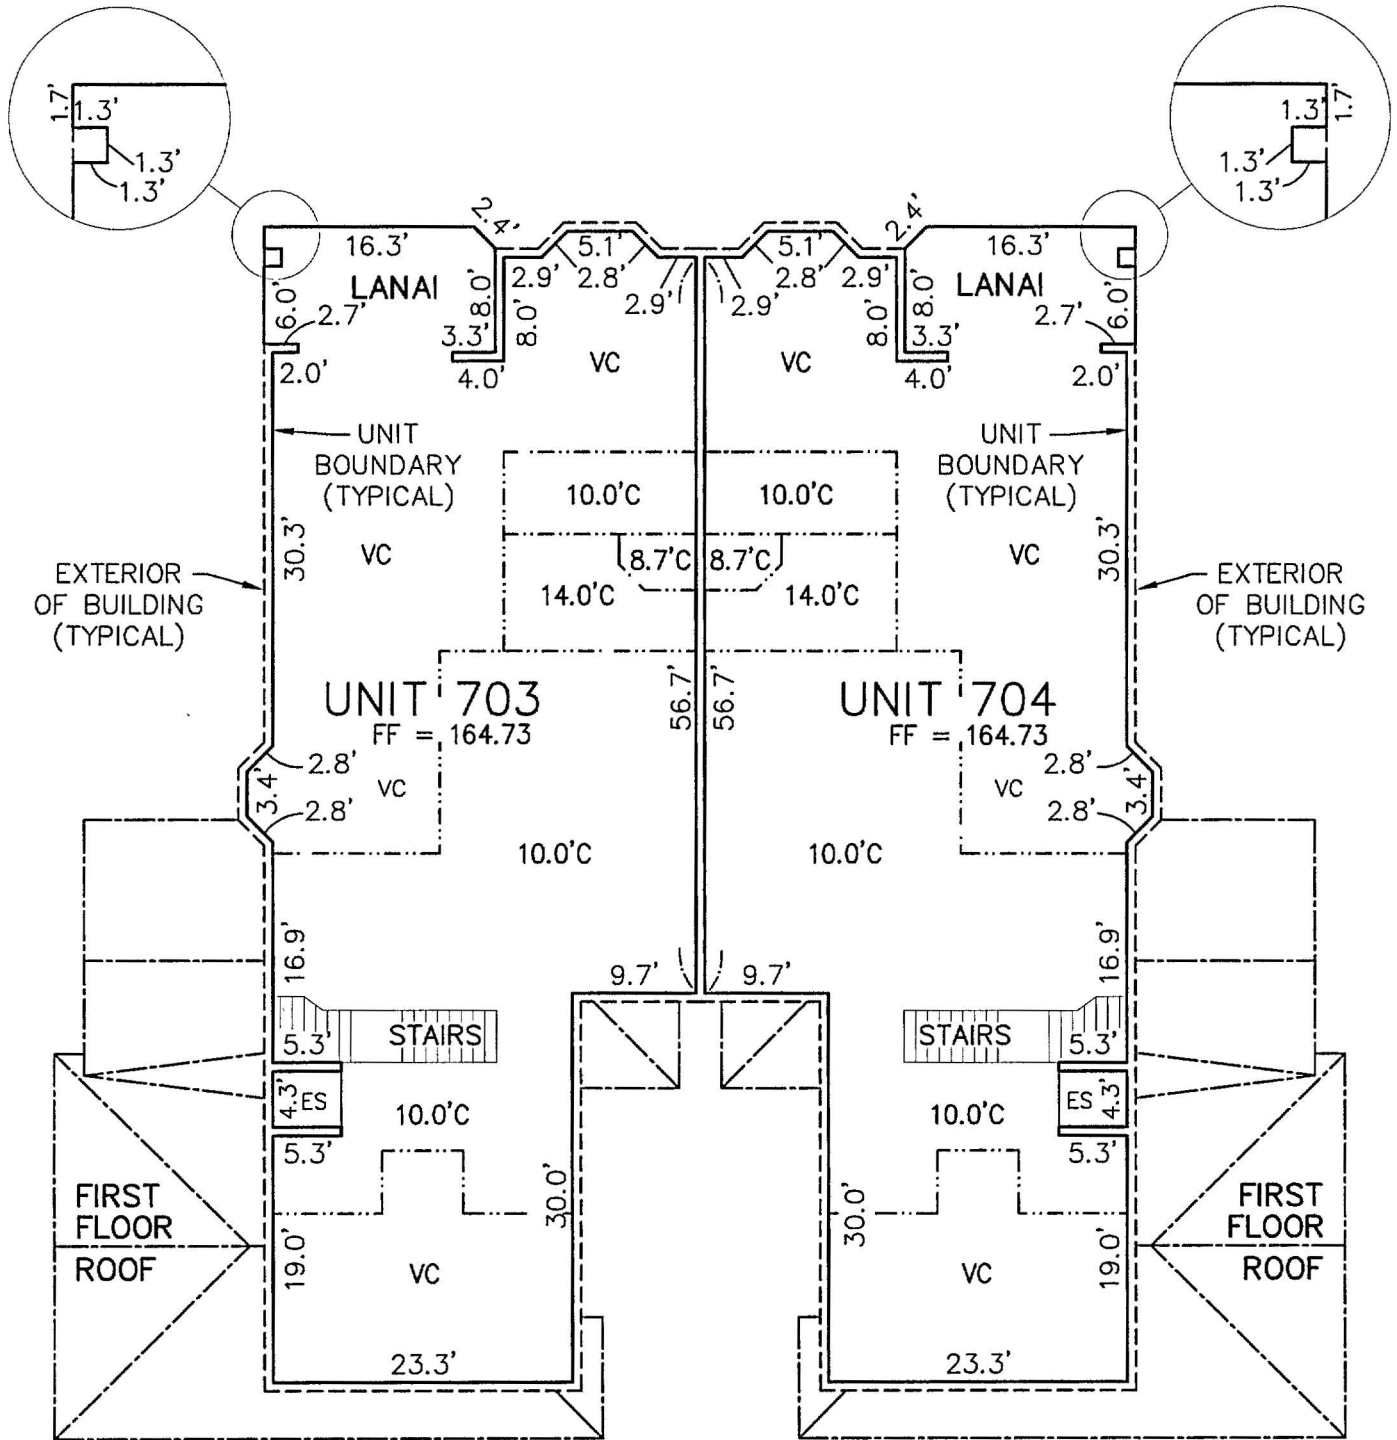 1.7'
1.3'
1.3'
1.3'
1.3'
1.7'
1.3'
1.3'
16.3'
2.4'
5.1'
5.1'
2.4'
16.3'
2.8'
2.8'
LANAI
2.9'
2.9'
2.9'
2.9'
LANAI
6.0'
8.0'
8.0'
8.0'
8.0'
6.0'
2.7'
3.3'
3.3'
2.7'
2.0'
4.0'
VC
VC
4.0'
2.0'
UNIT
BOUNDARY
(TYPICAL)
UNIT
BOUNDARY
(TYPICAL)
10.0'C
10.0'C
30.3'
VC
8.7'C
8.7'C
VC
30.3'
14.0'C
14.0'C
EXTERIOR
OF BUILDING
(TYPICAL)
EXTERIOR
OF BUILDING
(TYPICAL)
56.7'
56.7'
UNIT 703
FF = 164.73
UNIT 704
FF = 164.73
2.8'
3.4'
VC
2.8'
2.8'
VC
3.4'
2.8'
10.0'C
10.0'C
16.9'
16.9'
9.7'
9.7'
STAIRS
STAIRS
5.3'
5.3'
4.3'
ES
10.0'C
10.0'C
ES
4.3'
5.3'
5.3'
30.0'
30.0'
FIRST
FLOOR
ROOF
FIRST
FLOOR
ROOF
19.0'
VC
VC
19.0'
23.3'
23.3'